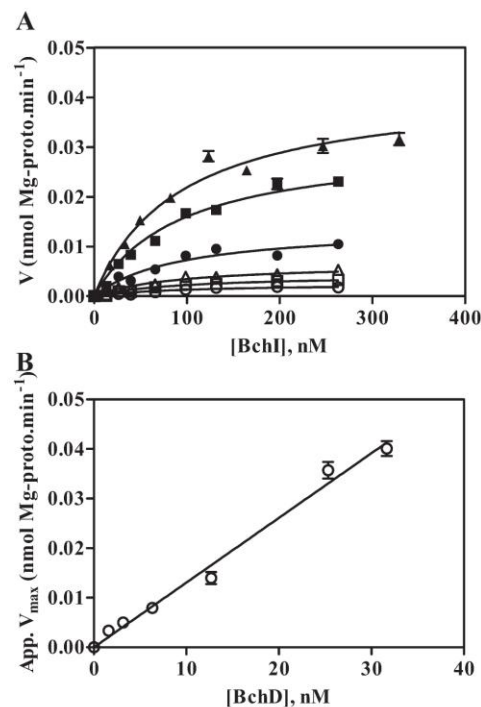 A
0.05
0.04
0.03
0.02
0.01
0.00
V (nmol Mg-proto.min⁻¹)
0 100 200 300 400
[BchI], nM
B
0.05
0.04
0.03
0.02
0.01
0.00
App. Vmax (nmol Mg-proto.min⁻¹)
0 10 20 30 40
[BchD], nM